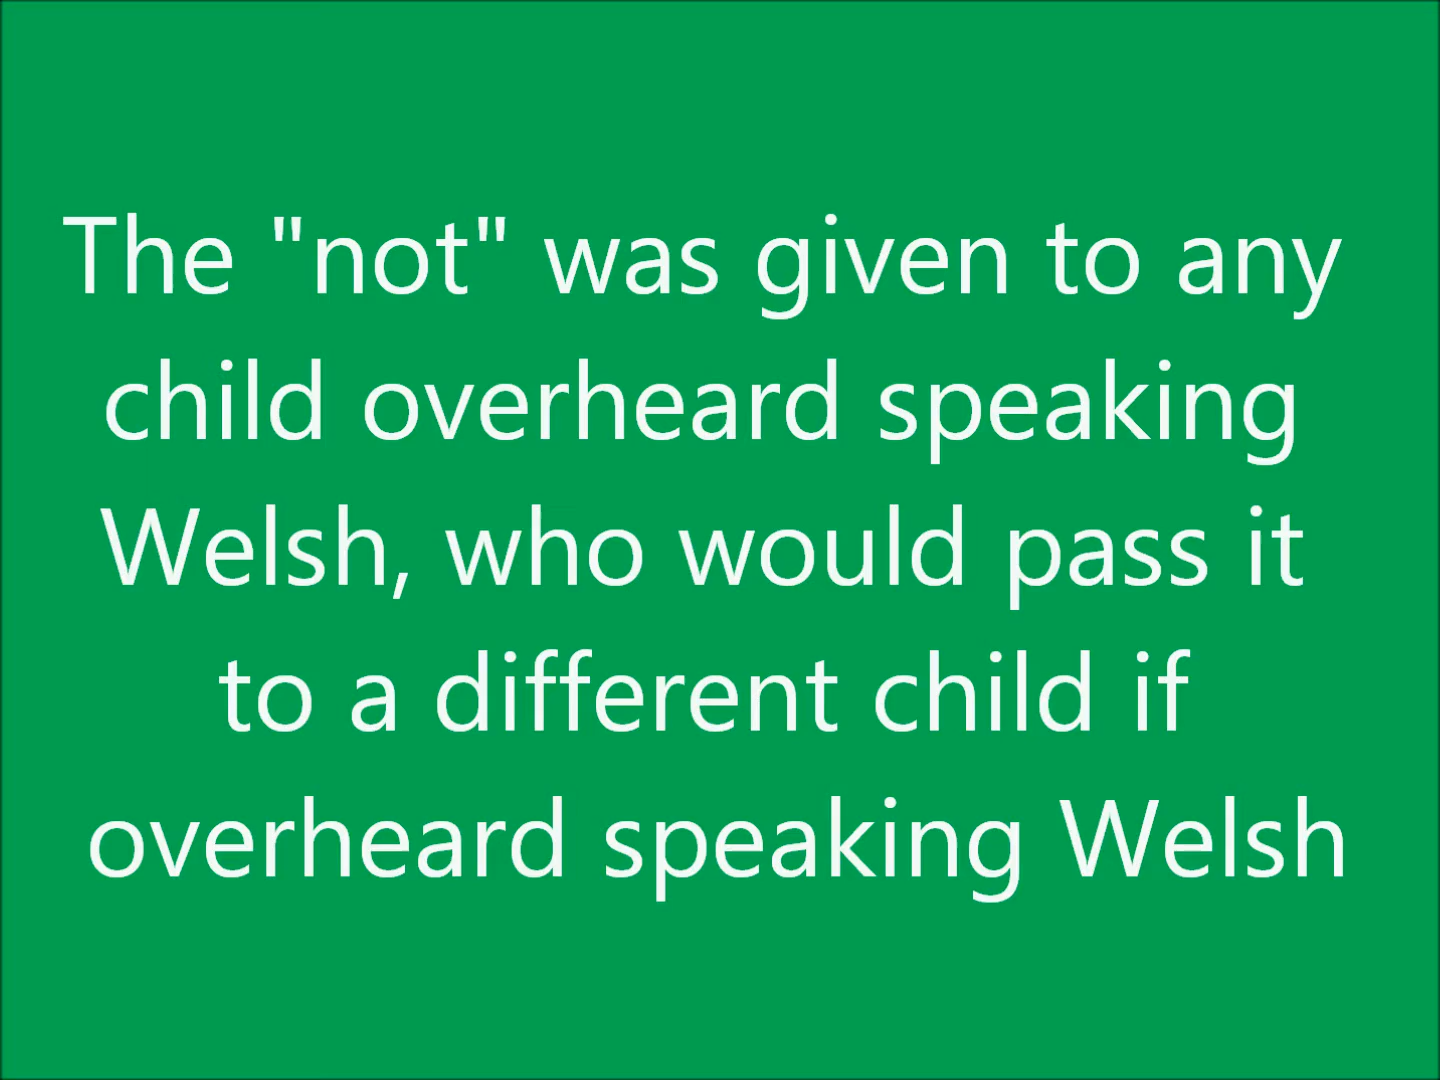 The "not" was given to any
child overheard speaking
Welsh, who would pass it
to a different child if
overheard speaking Welsh